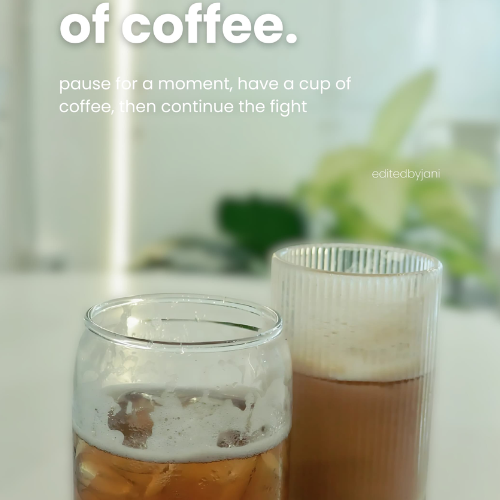 of coffee.
pause for a moment, have a cup of
coffee, then continue the fight
editedbyjani